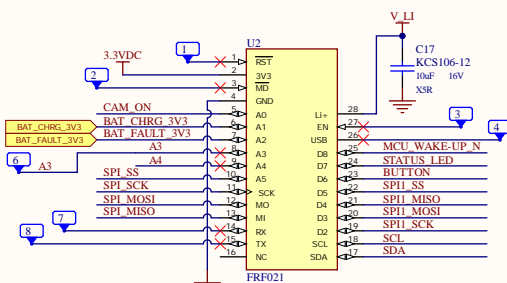 V_LI
U2
C17
KCS106-12
10uF 16V
X5R
3.3VDC
1
2
3
4
6
7
8
1 RST
2 3V3
3 MD
4 GND
CAM_ON 5 A0
BAT_CHRG_3V3 BAT_CHRG_3V3 6 A1
BAT_FAULT_3V3 BAT_FAULT_3V3 7 A2
A3 A3 8 A3
A4 9 A4
SPI_SS 10 A5
SPI_SCK 11 SCK
SPI_MOSI 12 MO
SPI_MISO 13 MI
14 RX
15 TX
16 NC
Li+ 28
EN 27
USB 26
D8 25 MCU_WAKE-UP_N
D7 24 STATUS_LED
D6 23 BUTTON
D5 22 SPI1_SS
D4 21 SPI1_MISO
D3 20 SPI1_MOSI
D2 19 SPI1_SCK
SCL 18 SCL
SDA 17 SDA
FRF021